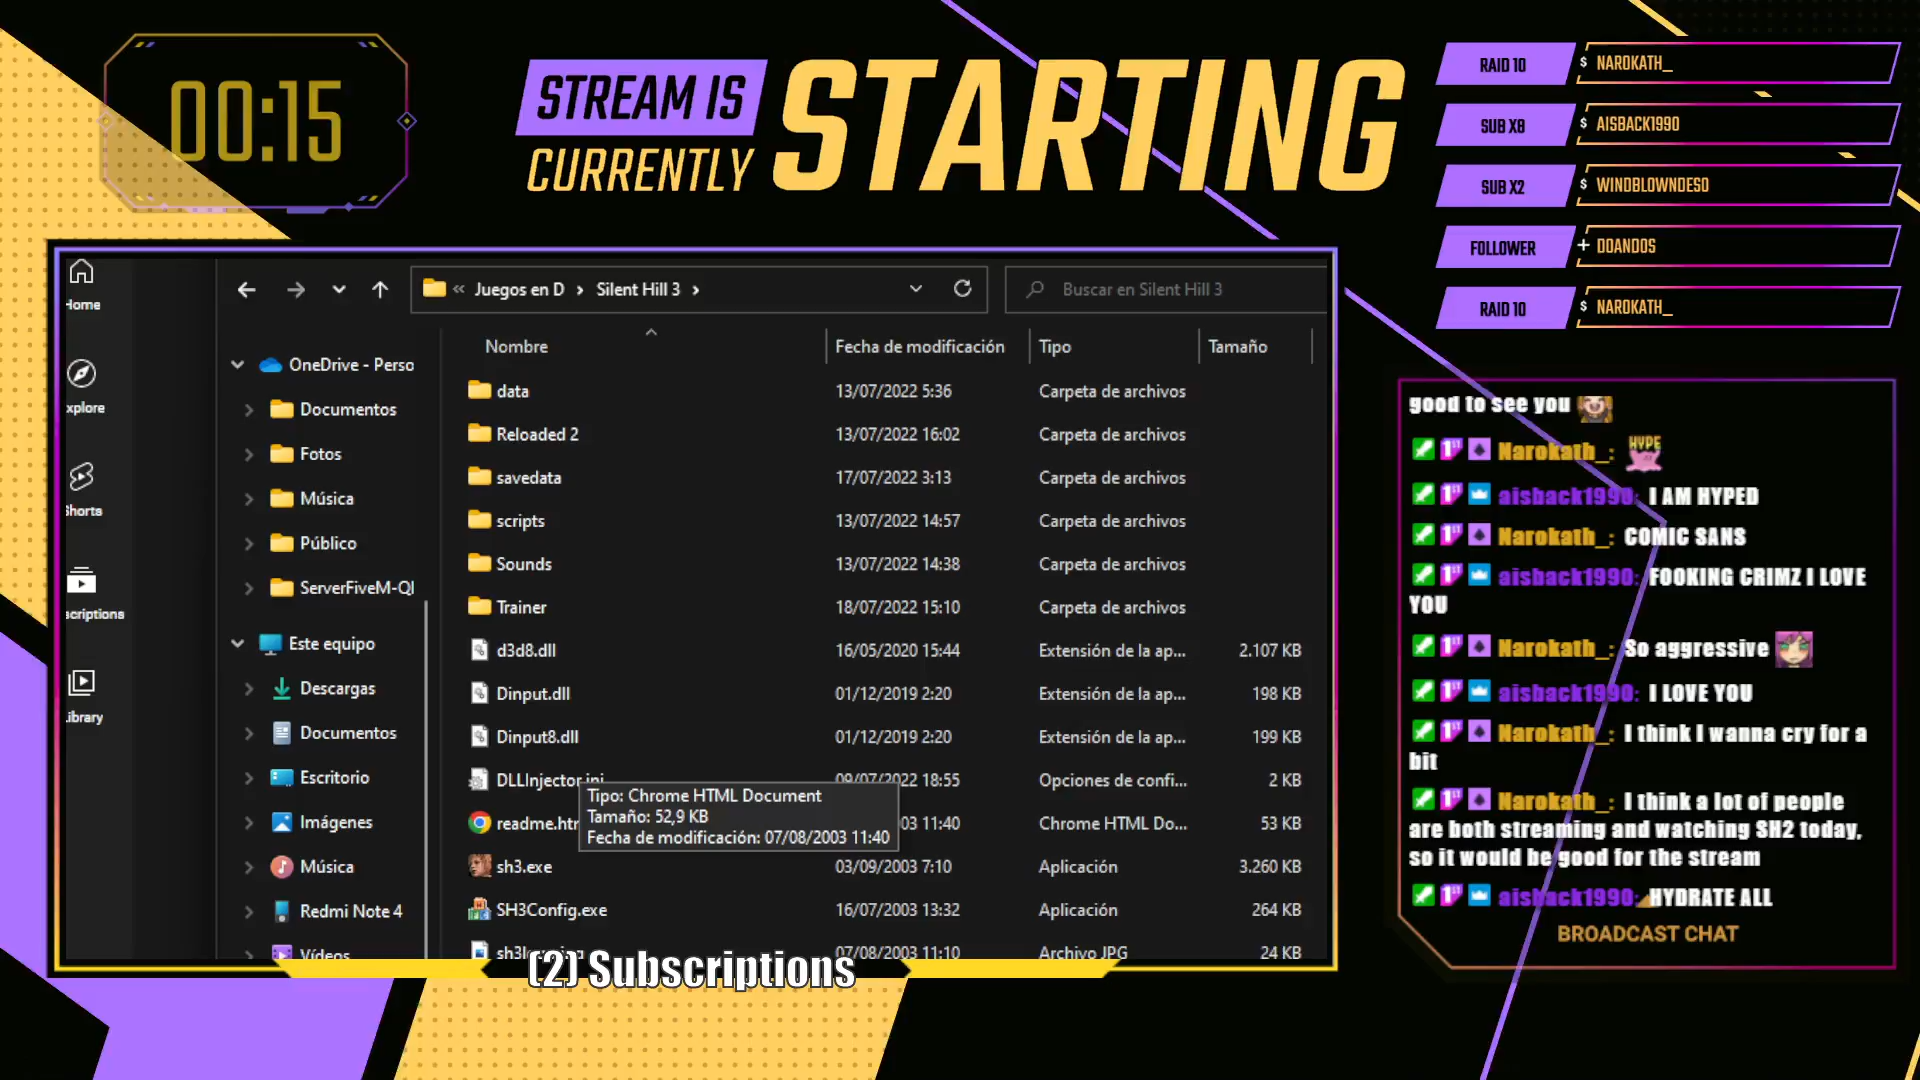 00:15
STREAM IS
CURRENTLY
STARTING
RAID 10
$ NAROKATH_
SUB X8
$ AISBACK1990
SUB X2
$ WINDBLOWNDESO
FOLLOWER
+ DOANDOS
RAID 10
$ NAROKATH_
Home
xplore
Shorts
scriptions
ibrary
« Juegos en D › Silent Hill 3 ›
Buscar en Silent Hill 3
OneDrive - Perso
Documentos
Fotos
Música
Público
ServerFiveM-Ql
Este equipo
Descargas
Documentos
Escritorio
Imágenes
Música
Redmi Note 4
Vídeos
Nombre Fecha de modificación Tipo Tamaño
data 13/07/2022 5:36 Carpeta de archivos
Reloaded 2 13/07/2022 16:02 Carpeta de archivos
savedata 17/07/2022 3:13 Carpeta de archivos
scripts 13/07/2022 14:57 Carpeta de archivos
Sounds 13/07/2022 14:38 Carpeta de archivos
Trainer 18/07/2022 15:10 Carpeta de archivos
d3d8.dll 16/05/2020 15:44 Extensión de la ap... 2.107 KB
Dinput.dll 01/12/2019 2:20 Extensión de la ap... 198 KB
Dinput8.dll 01/12/2019 2:20 Extensión de la ap... 199 KB
DLLInjector.ini 09/07/2022 18:55 Opciones de confi... 2 KB
readme.htr 03 11:40 Chrome HTML Do... 53 KB
Tipo: Chrome HTML Document
Tamaño: 52,9 KB
Fecha de modificación: 07/08/2003 11:40
sh3.exe 03/09/2003 7:10 Aplicación 3.260 KB
SH3Config.exe 16/07/2003 13:32 Aplicación 264 KB
07/08/2003 11:10 Archivo JPG 24 KB
(2) Subscriptions
good to see you
Narokath_: HYPE
aisback1990: I AM HYPED
Narokath_: COMIC SANS
aisback1990: FOOKING CRIMZ I LOVE
YOU
Narokath_: So aggressive
aisback1990: I LOVE YOU
Narokath_: I think I wanna cry for a
bit
Narokath_: I think a lot of people
are both streaming and watching SH2 today,
so it would be good for the stream
aisback1990: HYDRATE ALL
BROADCAST CHAT